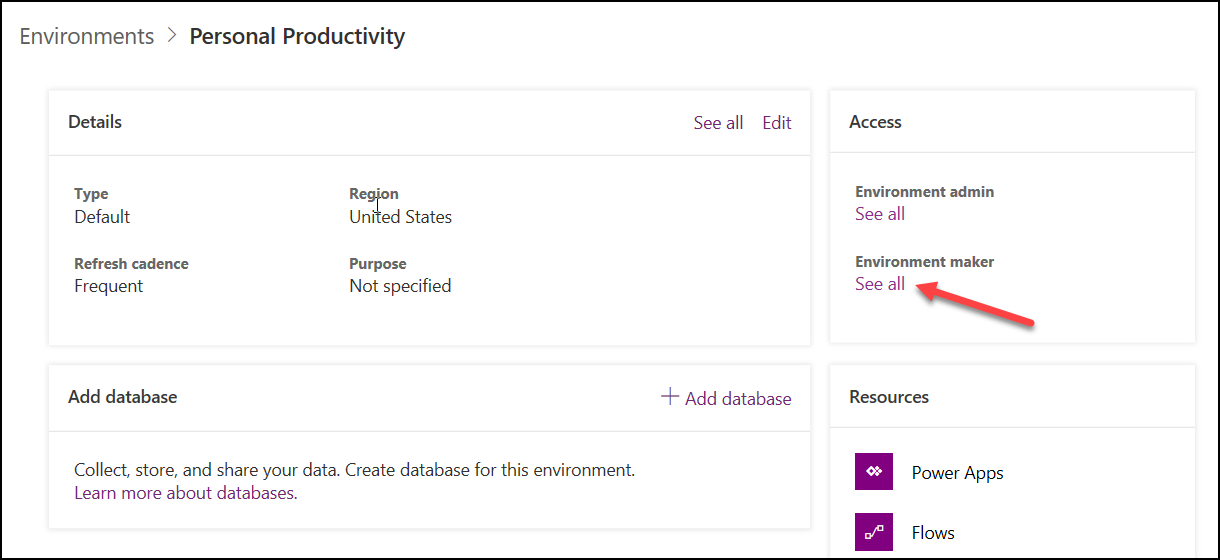 Environments > Personal Productivity
Details
See all Edit
Type
Default
Region
United States
Refresh cadence
Frequent
Purpose
Not specified
Access
Environment admin
See all
Environment maker
See all
Add database
+ Add database
Collect, store, and share your data. Create database for this environment.
Learn more about databases.
Resources
Power Apps
Flows